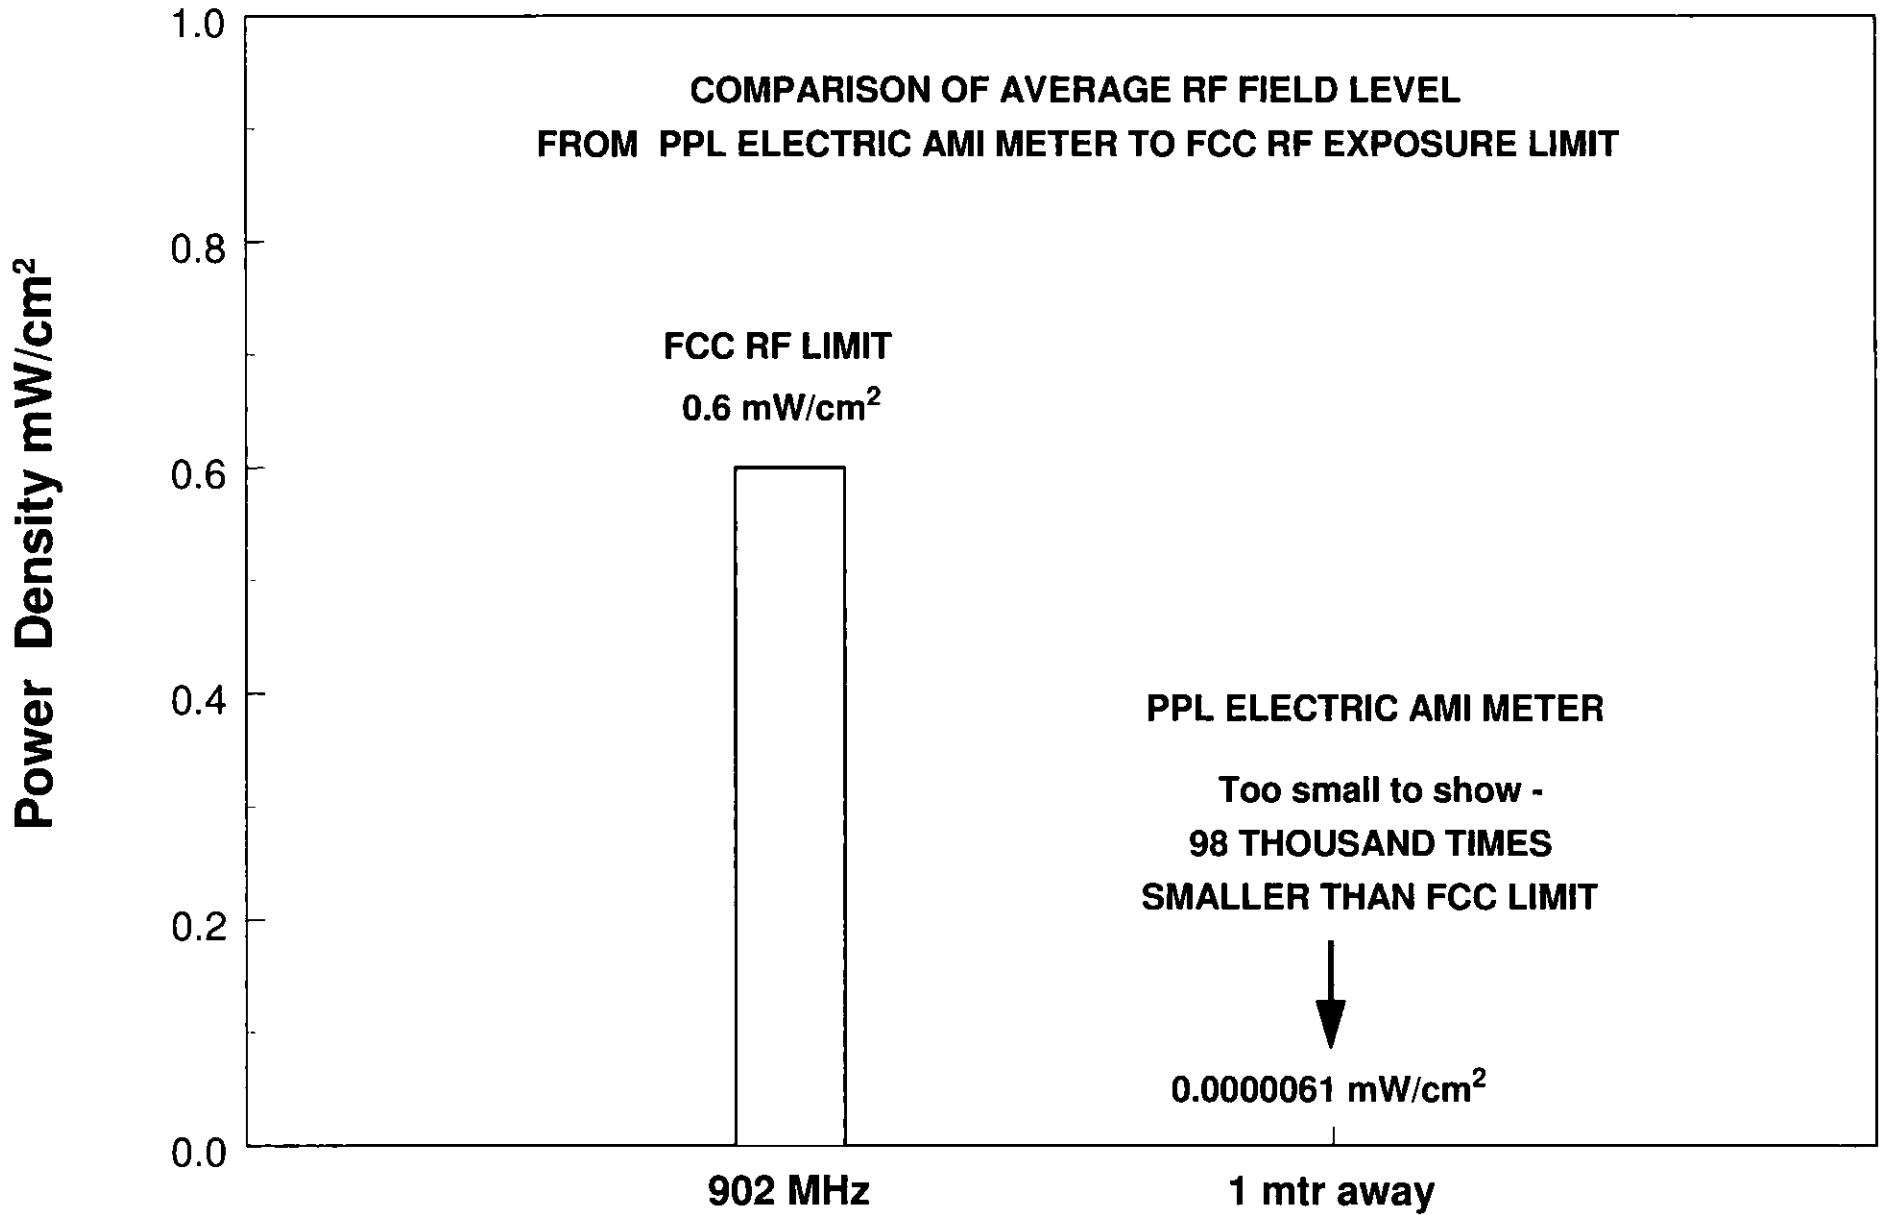 COMPARISON OF AVERAGE RF FIELD LEVEL
FROM PPL ELECTRIC AMI METER TO FCC RF EXPOSURE LIMIT
Power Density mW/cm²
1.0
0.8
0.6
0.4
0.2
0.0
FCC RF LIMIT
0.6 mW/cm²
PPL ELECTRIC AMI METER
Too small to show -
98 THOUSAND TIMES
SMALLER THAN FCC LIMIT
0.0000061 mW/cm²
902 MHz
1 mtr away